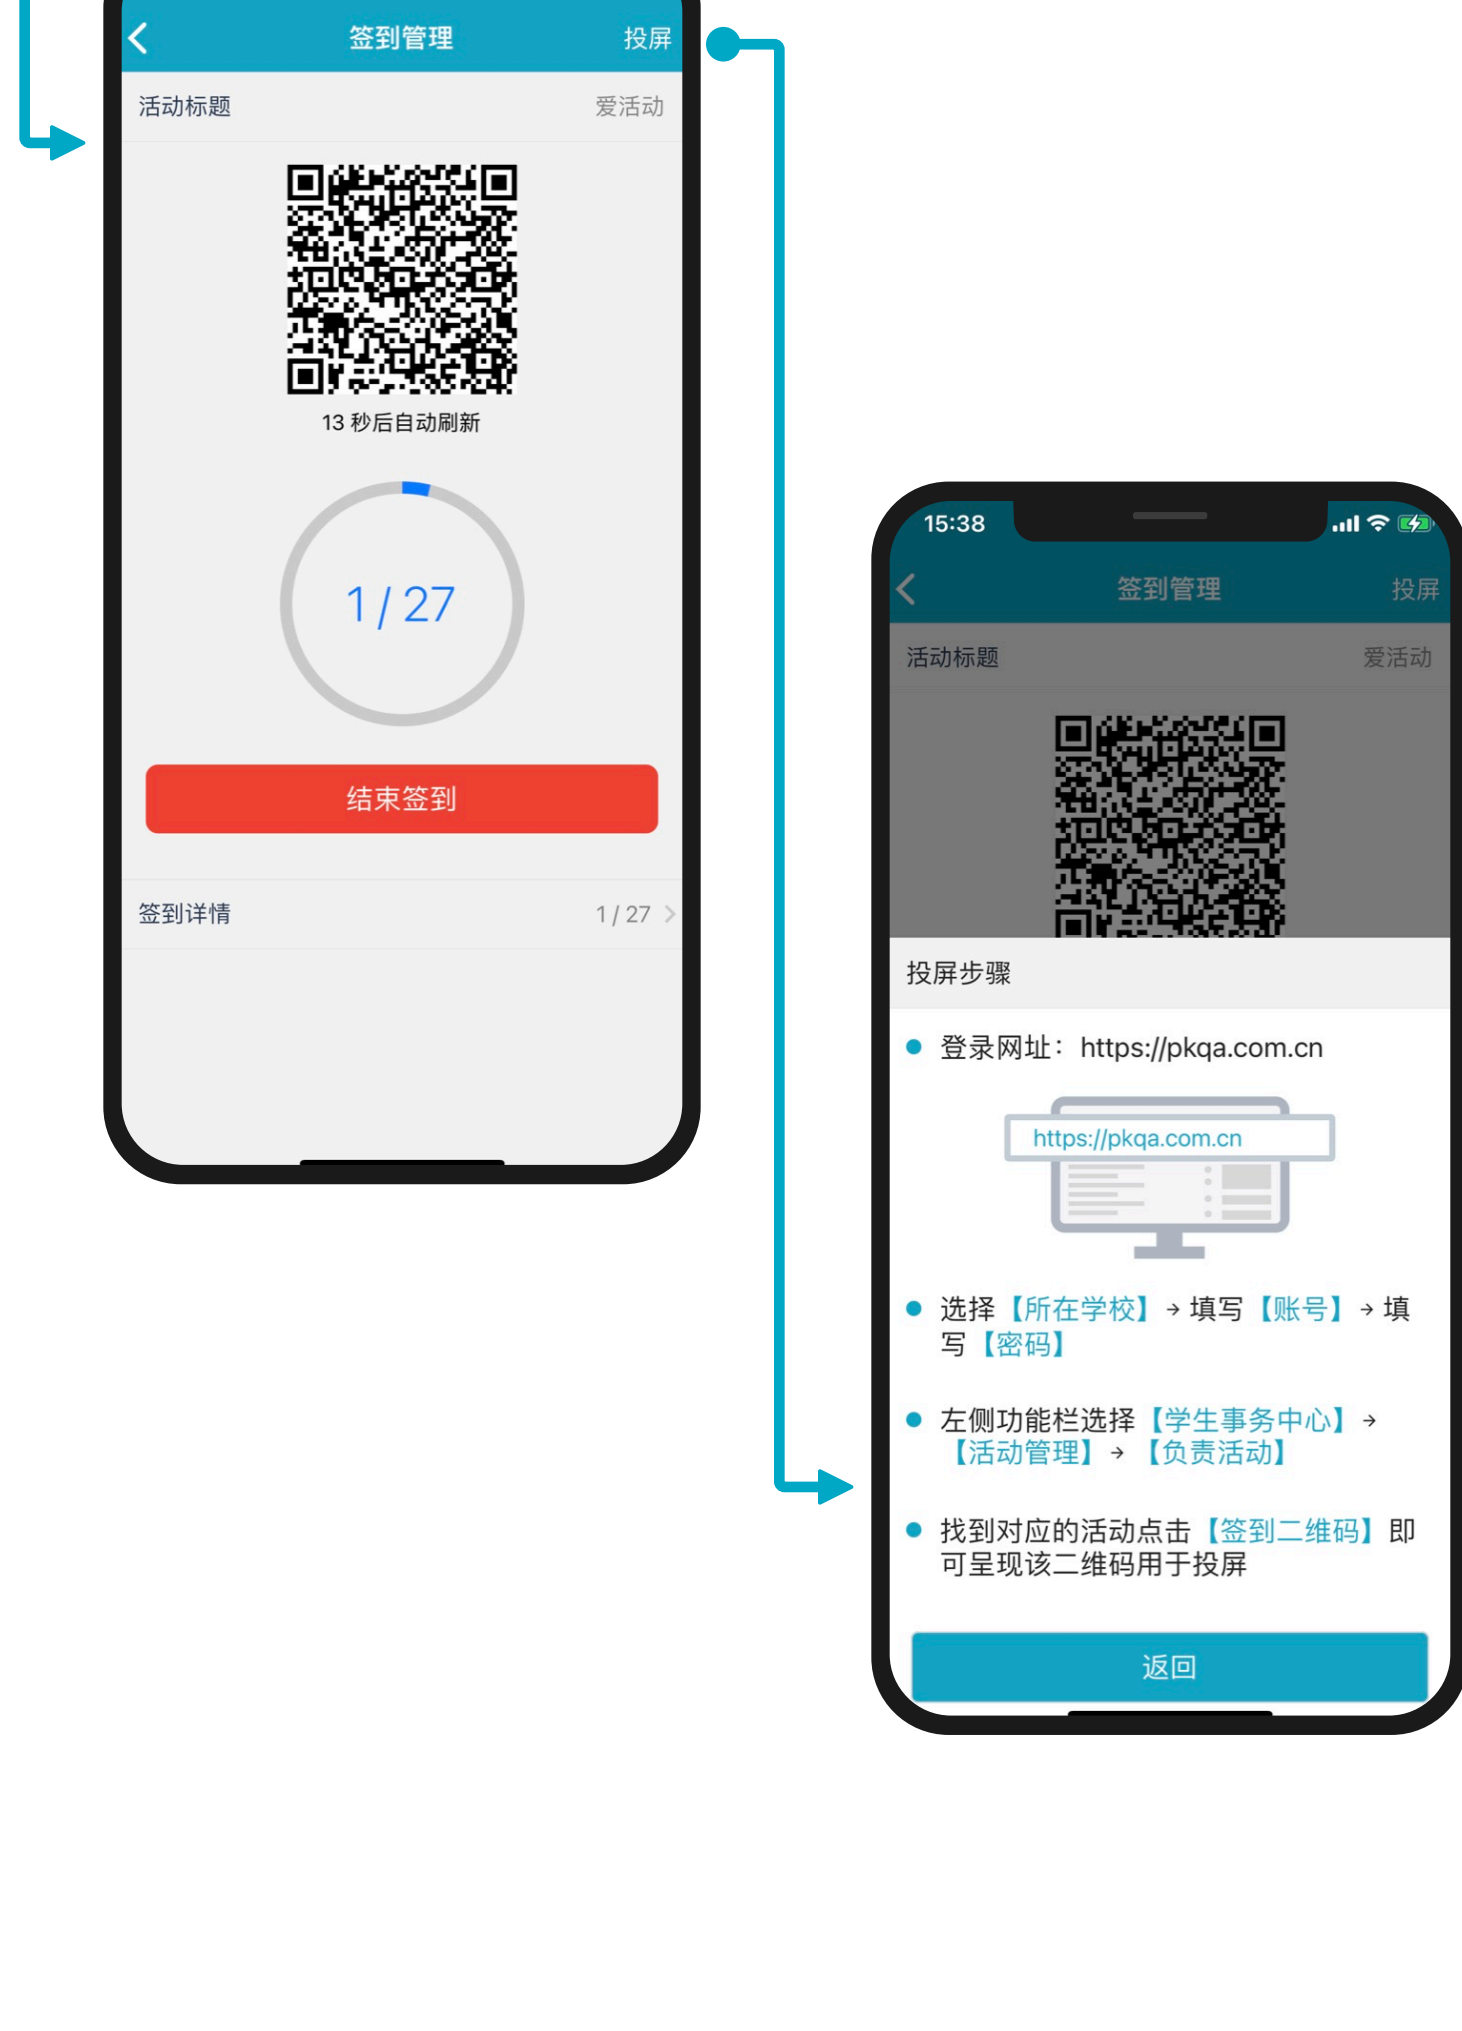 签到管理
投屏
活动标题
爱活动
13 秒后自动刷新
1 / 27
结束签到
签到详情
1 / 27
15:38
签到管理
投屏
活动标题
爱活动
投屏步骤
登录网址：https://pkqa.com.cn
https://pkqa.com.cn
选择【所在学校】→ 填写【账号】→ 填
写【密码】
左侧功能栏选择【学生事务中心】→
【活动管理】→ 【负责活动】
找到对应的活动点击【签到二维码】即
可呈现该二维码用于投屏
返回